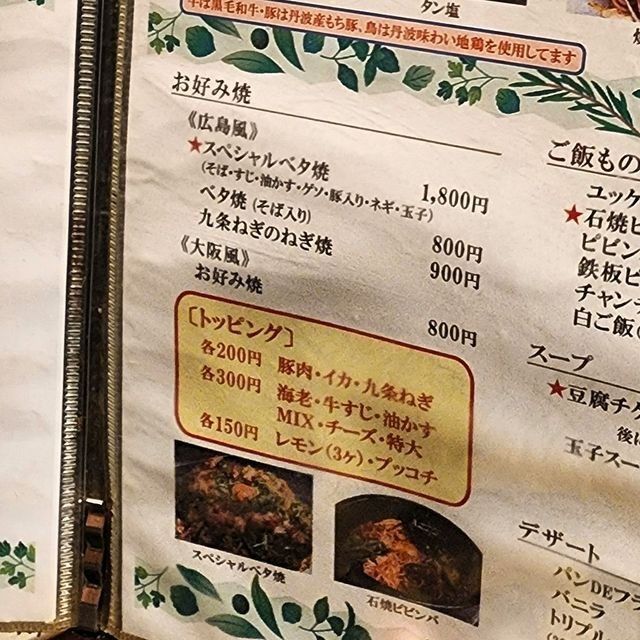 タン塩
牛は黒毛和牛・豚は丹波産もち豚、鳥は丹波味わい地鶏を使用してます
お好み焼
《広島風》
★スペシャルベタ焼 1,800円
(そば・すじ・油かす・ゲソ・豚入り・ネギ・玉子)
ベタ焼 (そば入り) 800円
九条ねぎのねぎ焼 900円
《大阪風》
お好み焼 800円
[トッピング]
各200円 豚肉・イカ・九条ねぎ
各300円 海老・牛すじ・油かす
MIX・チーズ・特大
各150円 レモン(3ヶ)・プッコチ
スペシャルベタ焼
石焼ビビンパ
ご飯もの
ユッケ
★石焼ビ
ビビン
鉄板ビ
チャン
白ご飯(
スープ
★豆腐チゲ
後に
玉子スー
デザート
パンDEフラ
バニラ
トリプル